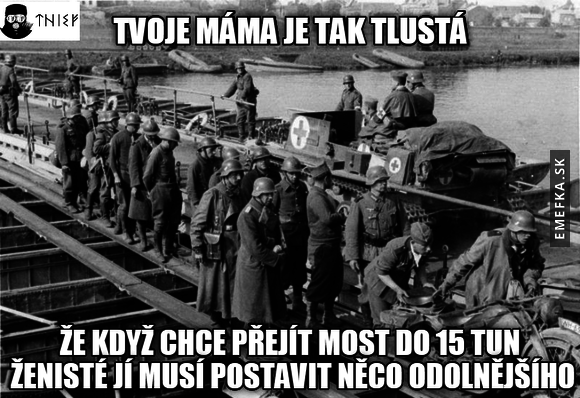 TNIEF
TVOJE MÁMA JE TAK TLUSTÁ
EMEFKA.SK
ŽE KDYŽ CHCE PŘEJÍT MOST DO 15 TUN
ŽENISTÉ JÍ MUSÍ POSTAVIT NĚCO ODOLNĚJŠÍHO